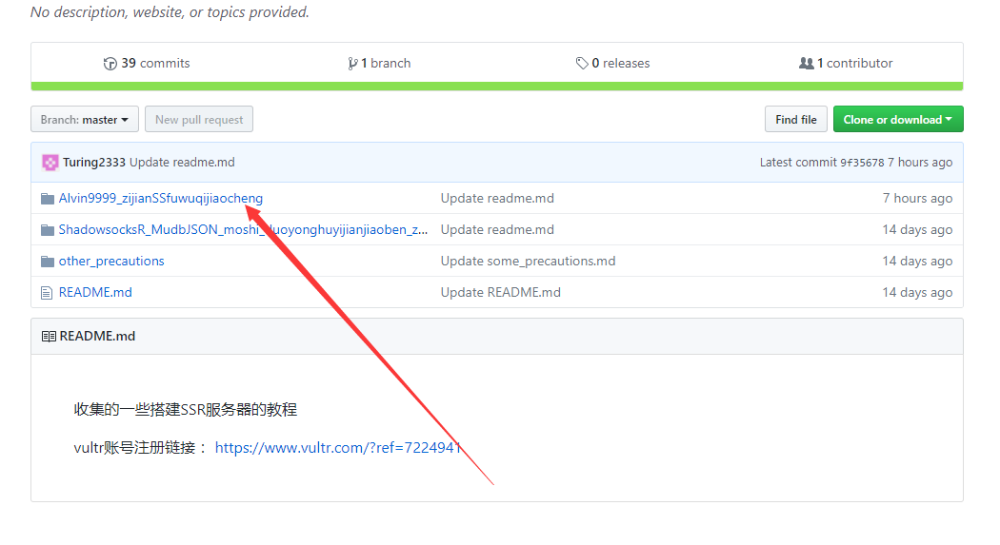 No description, website, or topics provided.
39 commits 1 branch 0 releases 1 contributor
Branch: master New pull request Find file Clone or download
Turing2333 Update readme.md Latest commit 9f35678 7 hours ago
Alvin9999_zijianSSfuwuqijiaocheng Update readme.md 7 hours ago
ShadowsocksR_MudbJSON_moshi_duoyonghuyijianjiaoben_z... Update readme.md 14 days ago
other_precautions Update some_precautions.md 14 days ago
README.md Update README.md 14 days ago
README.md
收集的一些搭建SSR服务器的教程
vultr账号注册链接： https://www.vultr.com/?ref=7224941